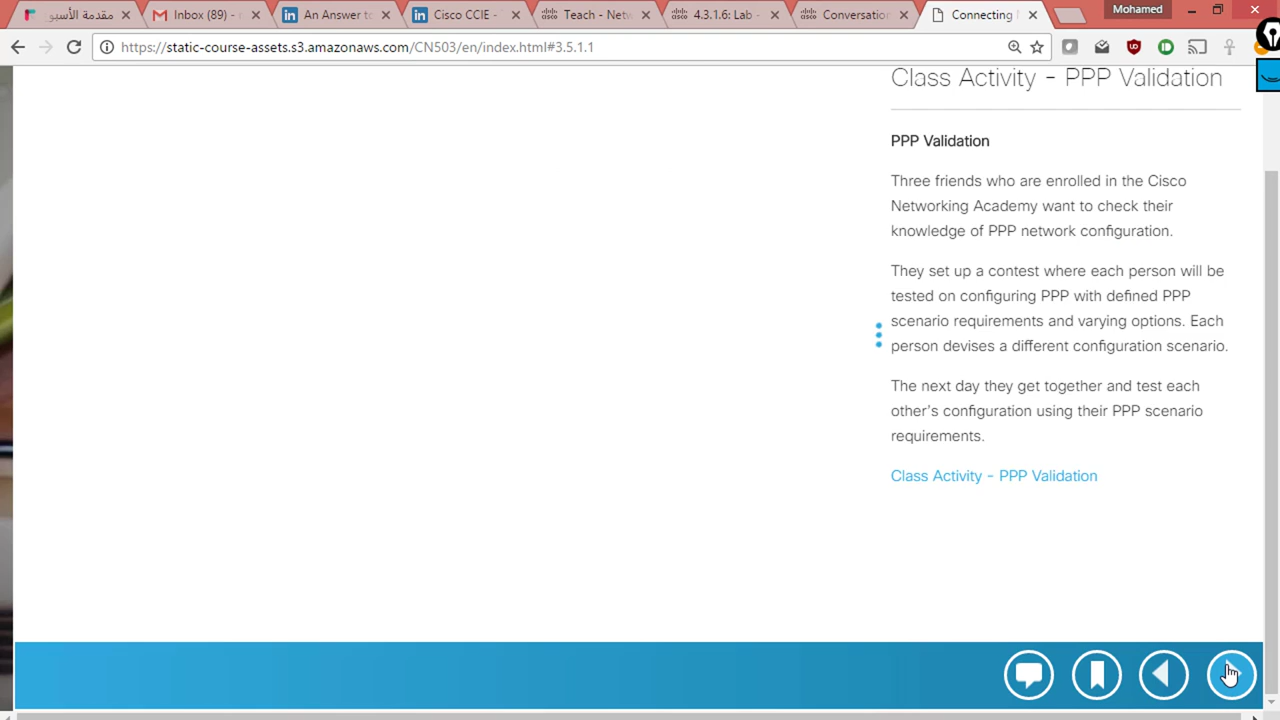 مقدمة الأسبو
Inbox (89) -
An Answer to
Cisco CCIE -
Teach - Netw
4.3.1.6: Lab -
Conversation
Connecting
Mohamed
https://static-course-assets.s3.amazonaws.com/CN503/en/index.html#3.5.1.1
Class Activity - PPP Validation
PPP Validation
Three friends who are enrolled in the Cisco
Networking Academy want to check their
knowledge of PPP network configuration.
They set up a contest where each person will be
tested on configuring PPP with defined PPP
scenario requirements and varying options. Each
person devises a different configuration scenario.
The next day they get together and test each
other's configuration using their PPP scenario
requirements.
Class Activity - PPP Validation